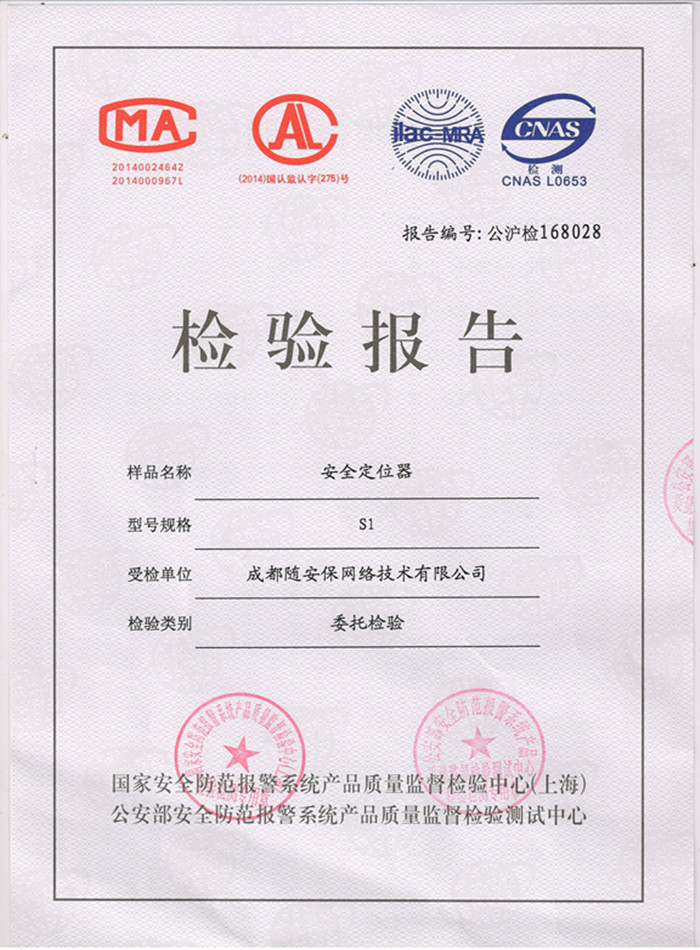 MA
AL
ilac-MRA
CNAS
2014002464Z
2014000967L
(2014)国认监认字(275)号
检 测
CNAS L0653
报告编号:公沪检168028
检验报告
样品名称 安全定位器
型号规格 S1
受检单位 成都随安保网络技术有限公司
检验类别 委托检验
国家安全防范报警系统产品质量监督检验中心(上海)
公安部安全防范报警系统产品质量监督检验测试中心